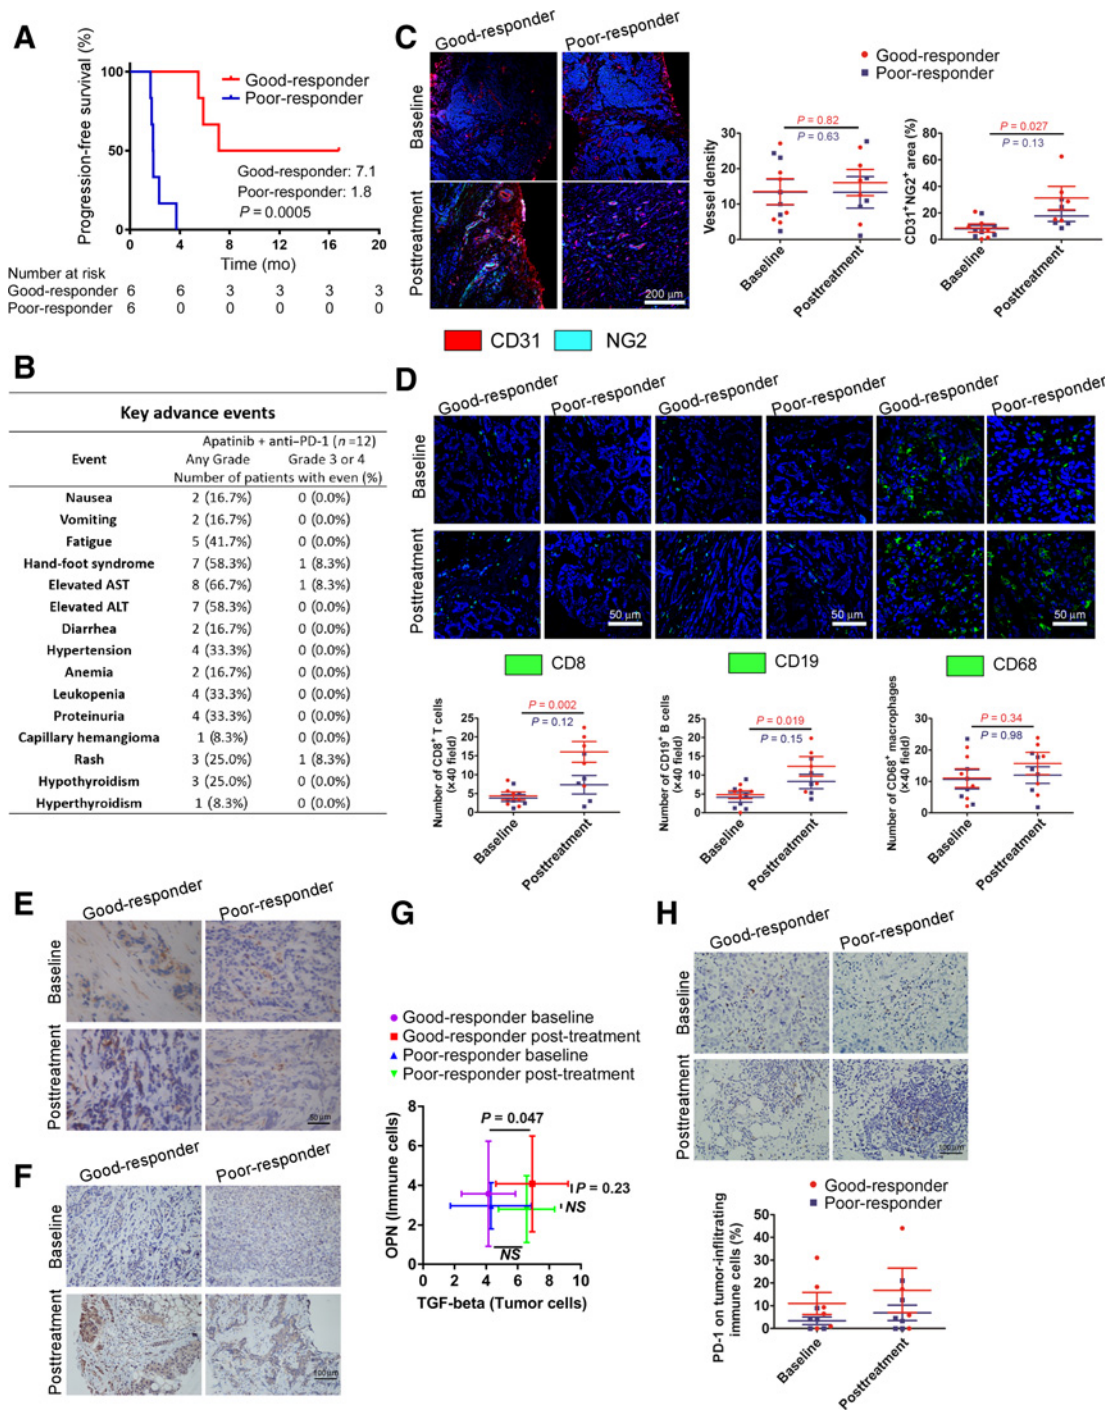 A
Progression-free survival (%)
100
50
0
Good-responder
Poor-responder
Good-responder: 7.1
Poor-responder: 1.8
P = 0.0005
0 4 8 12 16 20
Time (mo)
Number at risk
Good-responder 6 6 3 3 3 3
Poor-responder 6 0 0 0 0 0
B
Key advance events
Apatinib + anti–PD-1 (n=12)
Event Any Grade Grade 3 or 4
Number of patients with even (%)
Nausea 2 (16.7%) 0 (0.0%)
Vomiting 2 (16.7%) 0 (0.0%)
Fatigue 5 (41.7%) 0 (0.0%)
Hand-foot syndrome 7 (58.3%) 1 (8.3%)
Elevated AST 8 (66.7%) 1 (8.3%)
Elevated ALT 7 (58.3%) 0 (0.0%)
Diarrhea 2 (16.7%) 0 (0.0%)
Hypertension 4 (33.3%) 0 (0.0%)
Anemia 2 (16.7%) 0 (0.0%)
Leukopenia 4 (33.3%) 0 (0.0%)
Proteinuria 4 (33.3%) 0 (0.0%)
Capillary hemangioma 1 (8.3%) 0 (0.0%)
Rash 3 (25.0%) 1 (8.3%)
Hypothyroidism 3 (25.0%) 0 (0.0%)
Hyperthyroidism 1 (8.3%) 0 (0.0%)
C
Good-responder Poor-responder
Baseline
Posttreatment
200 µm
CD31 NG2
Good-responder
Poor-responder
Vessel density
30
20
10
0
P = 0.82
P = 0.63
Baseline
Posttreatment
CD31+NG2+ area (%)
80
60
40
20
0
P = 0.027
P = 0.13
Baseline
Posttreatment
D
Good-responder Poor-responder Good-responder Poor-responder Good-responder Poor-responder
Baseline
Posttreatment
50 µm 50 µm 50 µm
CD8 CD19 CD68
Number of CD8+ T cells
(×40 field)
25
20
15
10
5
0
P = 0.002
P = 0.12
Baseline
Posttreatment
Number of CD19+ B cells
(×40 field)
25
20
15
10
5
0
P = 0.019
P = 0.15
Baseline
Posttreatment
Number of CD68+ macrophages
(×40 field)
30
20
10
0
P = 0.34
P = 0.98
Baseline
Posttreatment
E
Good-responder Poor-responder
Baseline
Posttreatment
50 µm
F
Good-responder Poor-responder
Baseline
Posttreatment
100 µm
G
Good-responder baseline
Good-responder post-treatment
Poor-responder baseline
Poor-responder post-treatment
OPN (Immune cells)
8
6
4
2
0
P = 0.047
P = 0.23
NS
NS
0 2 4 6 8 10
TGF-beta (Tumor cells)
H
Good-responder Poor-responder
Baseline
Posttreatment
100 µm
Good-responder
Poor-responder
PD-1 on tumor-infiltrating
immune cells (%)
50
40
30
20
10
0
Baseline
Posttreatment